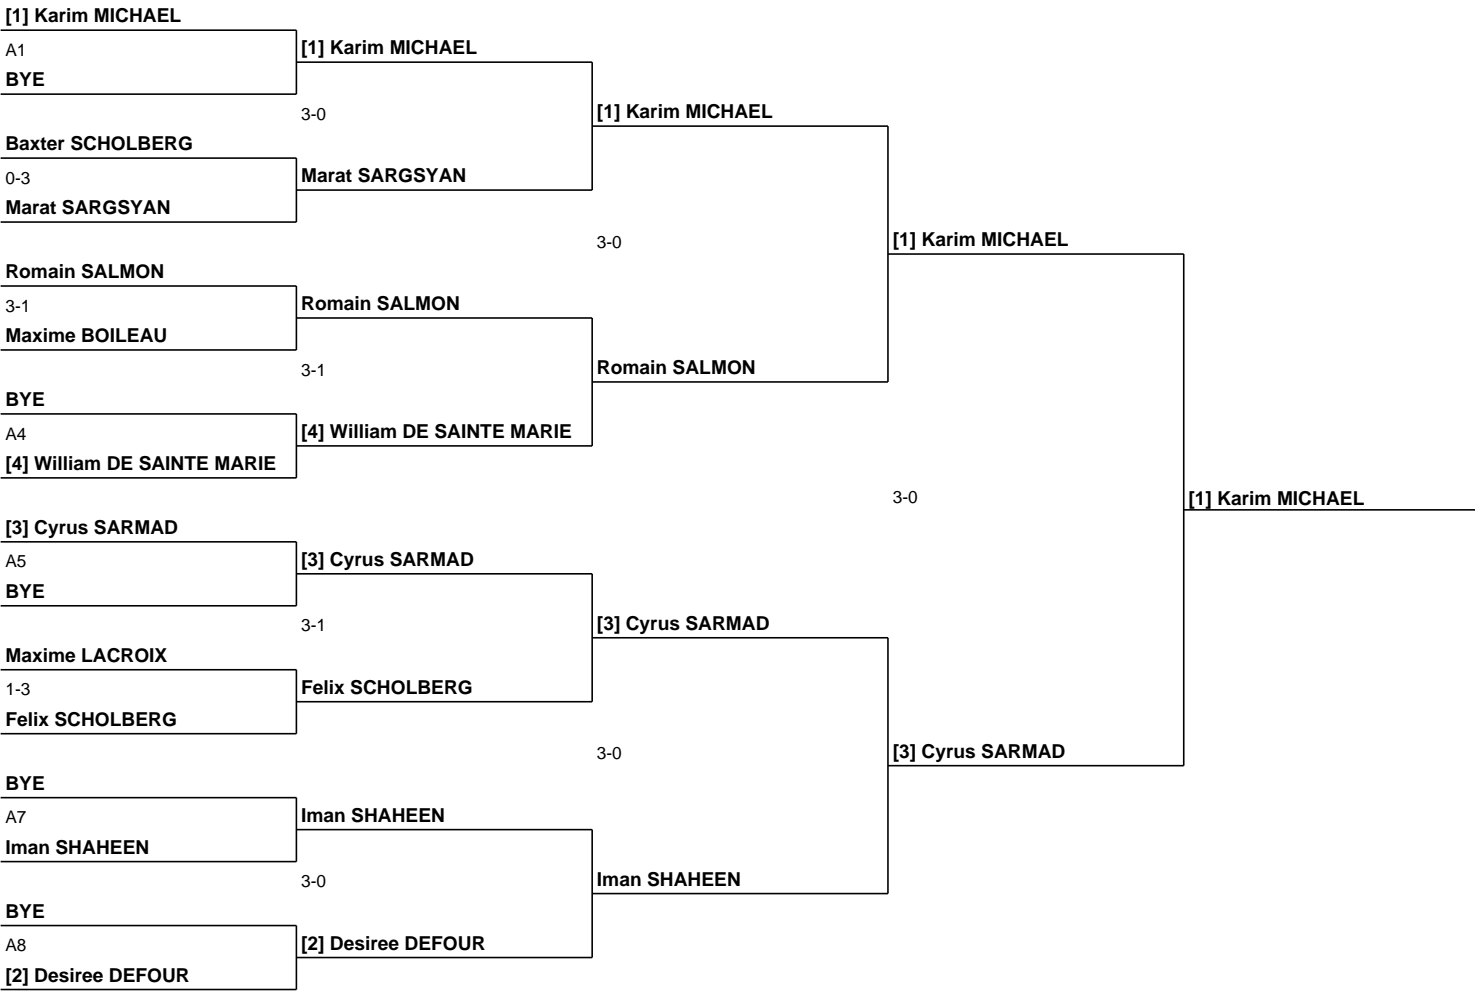 [1] Karim MICHAEL
A1
BYE
Baxter SCHOLBERG
0-3
Marat SARGSYAN
Romain SALMON
3-1
Maxime BOILEAU
BYE
A4
[4] William DE SAINTE MARIE
[3] Cyrus SARMAD
A5
BYE
Maxime LACROIX
1-3
Felix SCHOLBERG
BYE
A7
Iman SHAHEEN
BYE
A8
[2] Desiree DEFOUR
[1] Karim MICHAEL
3-0
Marat SARGSYAN
Romain SALMON
3-1
[4] William DE SAINTE MARIE
[3] Cyrus SARMAD
3-1
Felix SCHOLBERG
Iman SHAHEEN
3-0
[2] Desiree DEFOUR
[1] Karim MICHAEL
3-0
Romain SALMON
[3] Cyrus SARMAD
3-0
Iman SHAHEEN
[1] Karim MICHAEL
3-0
[3] Cyrus SARMAD
[1] Karim MICHAEL